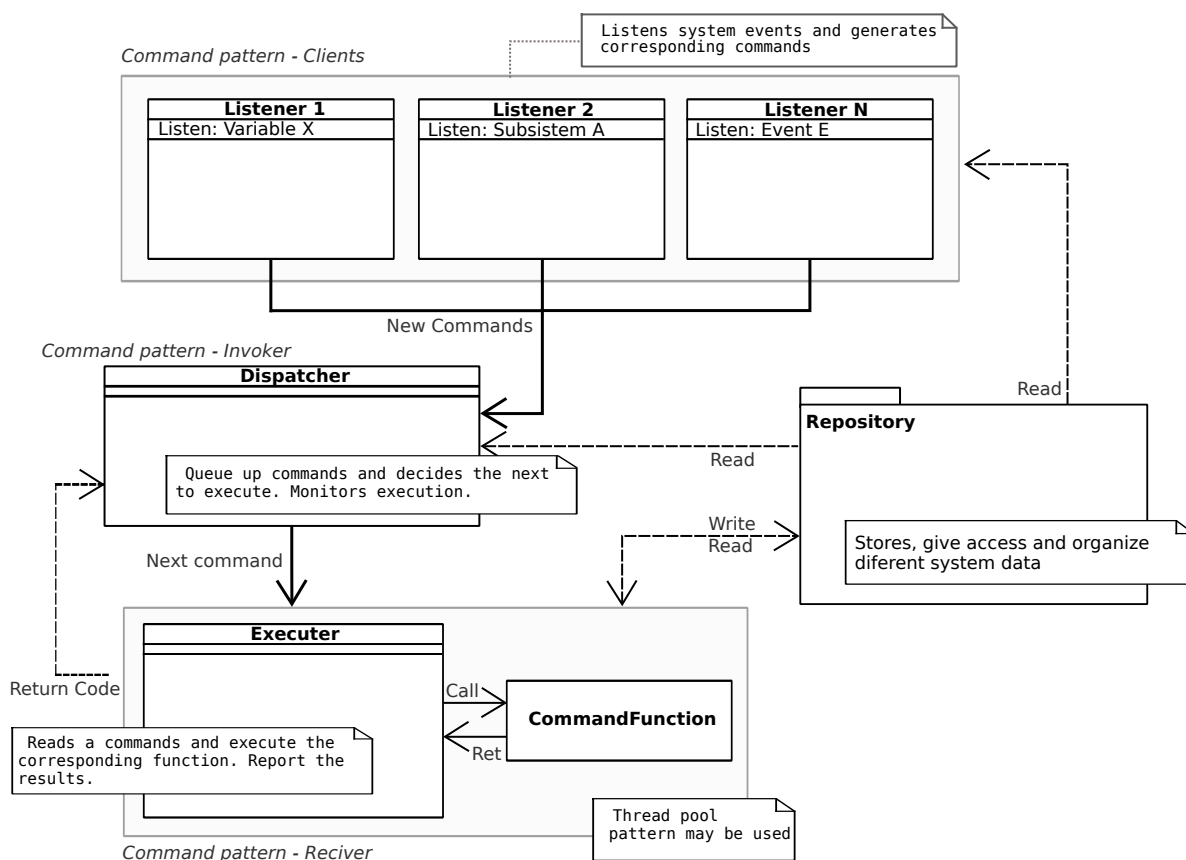 Listens system events and generates
corresponding commands
Command pattern - Clients
Listener 1
Listen: Variable X
Listener 2
Listen: Subsistem A
Listener N
Listen: Event E
New Commands
Command pattern - Invoker
Dispatcher
Queue up commands and decides the next
to execute. Monitors execution.
Read
Repository
Read
Write
Read
Stores, give access and organize
diferent system data
Next command
Executer
Return Code
Call
CommandFunction
Ret
Reads a commands and execute the
corresponding function. Report the
results.
Thread pool
pattern may be used
Command pattern - Reciver